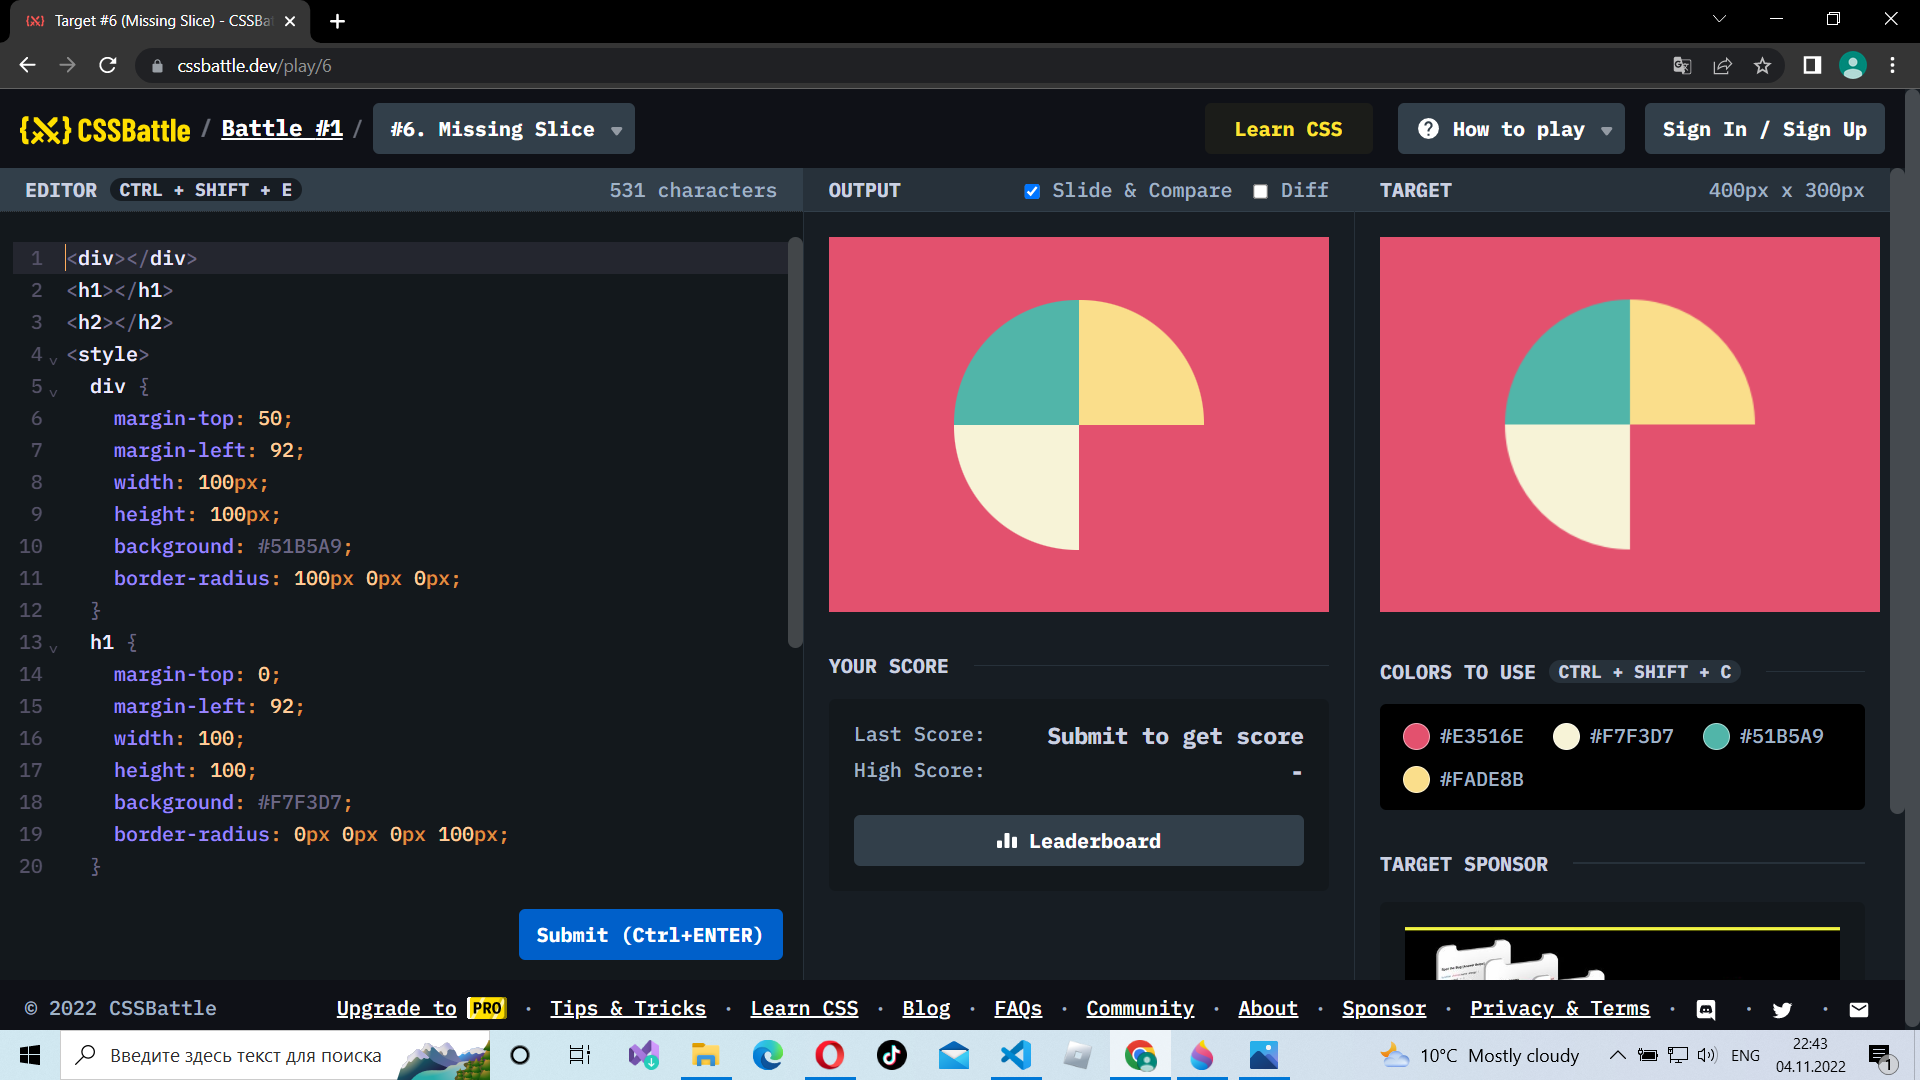 Target #6 (Missing Slice) - CSSBa
cssbattle.dev/play/6
CSSBattle / Battle #1 / #6. Missing Slice
Learn CSS
How to play
Sign In / Sign Up
EDITOR CTRL + SHIFT + E 531 characters
OUTPUT Slide & Compare Diff
TARGET 400px x 300px
1 <div></div>
2 <h1></h1>
3 <h2></h2>
4 <style>
5 div {
6 margin-top: 50;
7 margin-left: 92;
8 width: 100px;
9 height: 100px;
10 background: #51B5A9;
11 border-radius: 100px 0px 0px;
12 }
13 h1 {
14 margin-top: 0;
15 margin-left: 92;
16 width: 100;
17 height: 100;
18 background: #F7F3D7;
19 border-radius: 0px 0px 0px 100px;
20 }
Submit (Ctrl+ENTER)
YOUR SCORE
Last Score: Submit to get score
High Score: -
Leaderboard
COLORS TO USE CTRL + SHIFT + C
#E3516E #F7F3D7 #51B5A9
#FADE8B
TARGET SPONSOR
© 2022 CSSBattle
Upgrade to PRO · Tips & Tricks · Learn CSS · Blog · FAQs · Community · About · Sponsor · Privacy & Terms
Введите здесь текст для поиска
10°C Mostly cloudy
ENG
22:43
04.11.2022
1